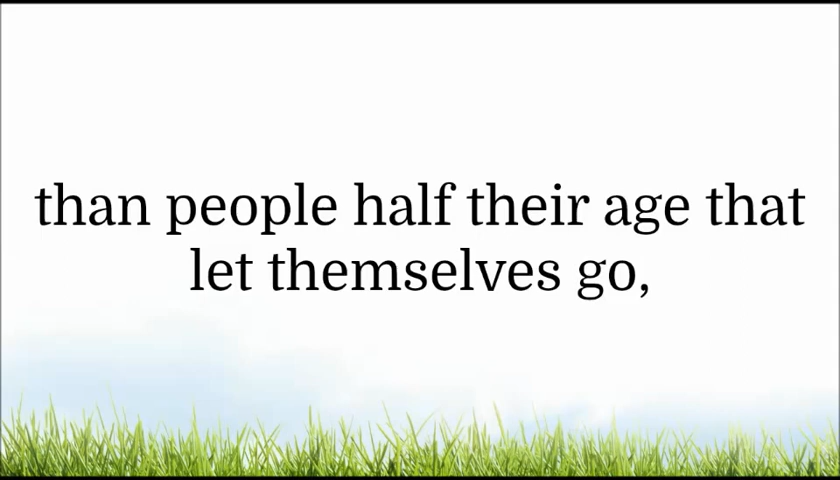 than people half their age that
let themselves go,